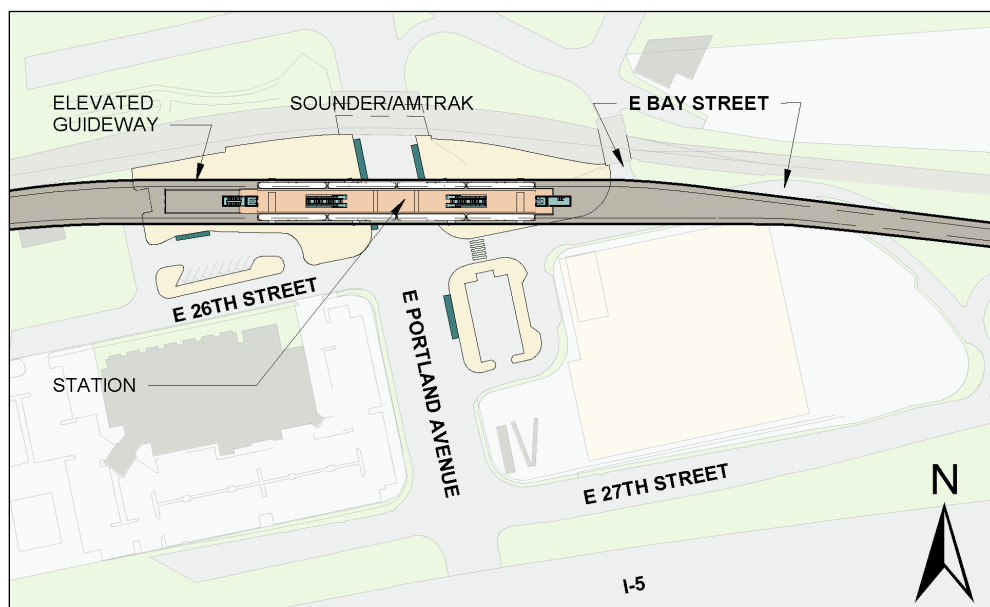 ELEVATED
GUIDEWAY
SOUNDER/AMTRAK
E BAY STREET
E 26TH STREET
STATION
E PORTLAND AVENUE
E 27TH STREET
N
I-5